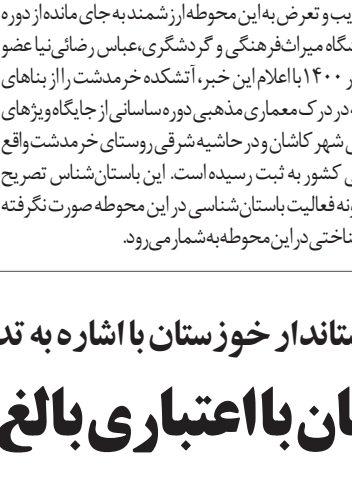 یب و تعرض به این محوطه ارزشمند به جای مانده از دوره
گاه میراث فرهنگی و گردشگری، عباس رضائی‌نیا عضو
ر ۱۴۰۰ با اعلام این خبر، آتشکده خرمدشت را از بناهای
ه در درک معماری مذهبی دوره ساسانی از جایگاه ویژه‌ای
ی شهر کاشان و در حاشیه شرقی روستای خرمدشت واقع
ی کشور به ثبت رسیده است. این باستان‌شناس تصریح
ونه فعالیت باستان‌شناسی در این محوطه صورت نگرفته
ناختی در این محوطه به شمار می‌رود.
ستاندار خوزستان با اشاره به تد
ان با اعتباری بالغ